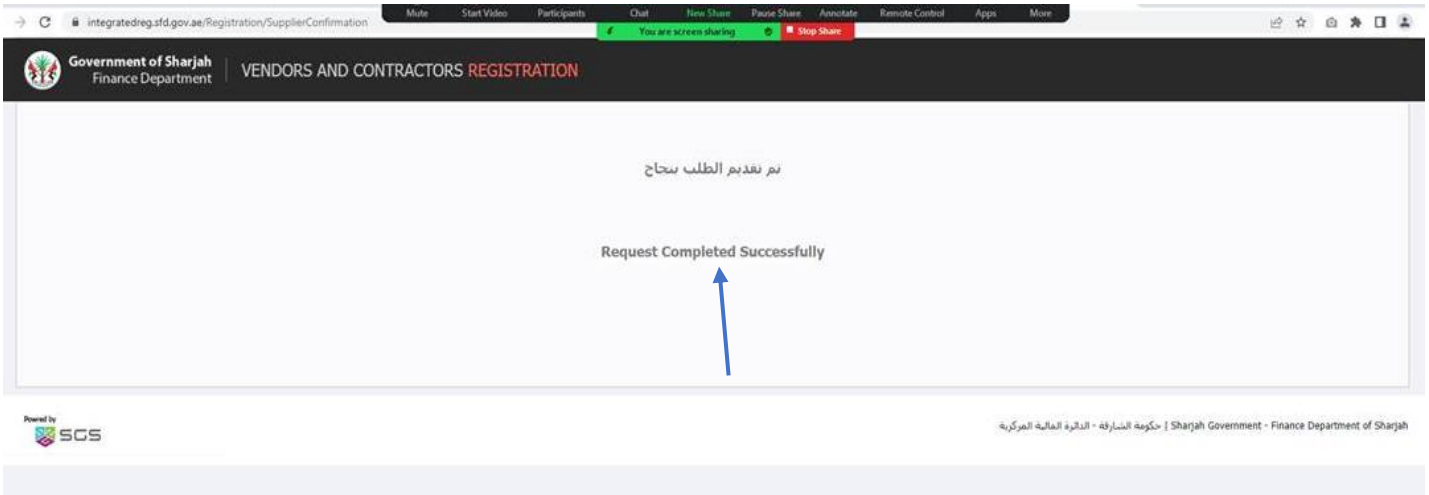 integratedreg.sfd.gov.ae/Registration/SupplierConfirmation
Mute Start Video Participants Chat New Share Pause Share Annotate Remote Control Apps More
You are screen sharing Stop Share
Government of Sharjah
Finance Department
VENDORS AND CONTRACTORS REGISTRATION
تم تقديم الطلب بنجاح
Request Completed Successfully
Powered by
SGS
حكومة الشارقة - الدائرة المالية المركزية | Sharjah Government - Finance Department of Sharjah